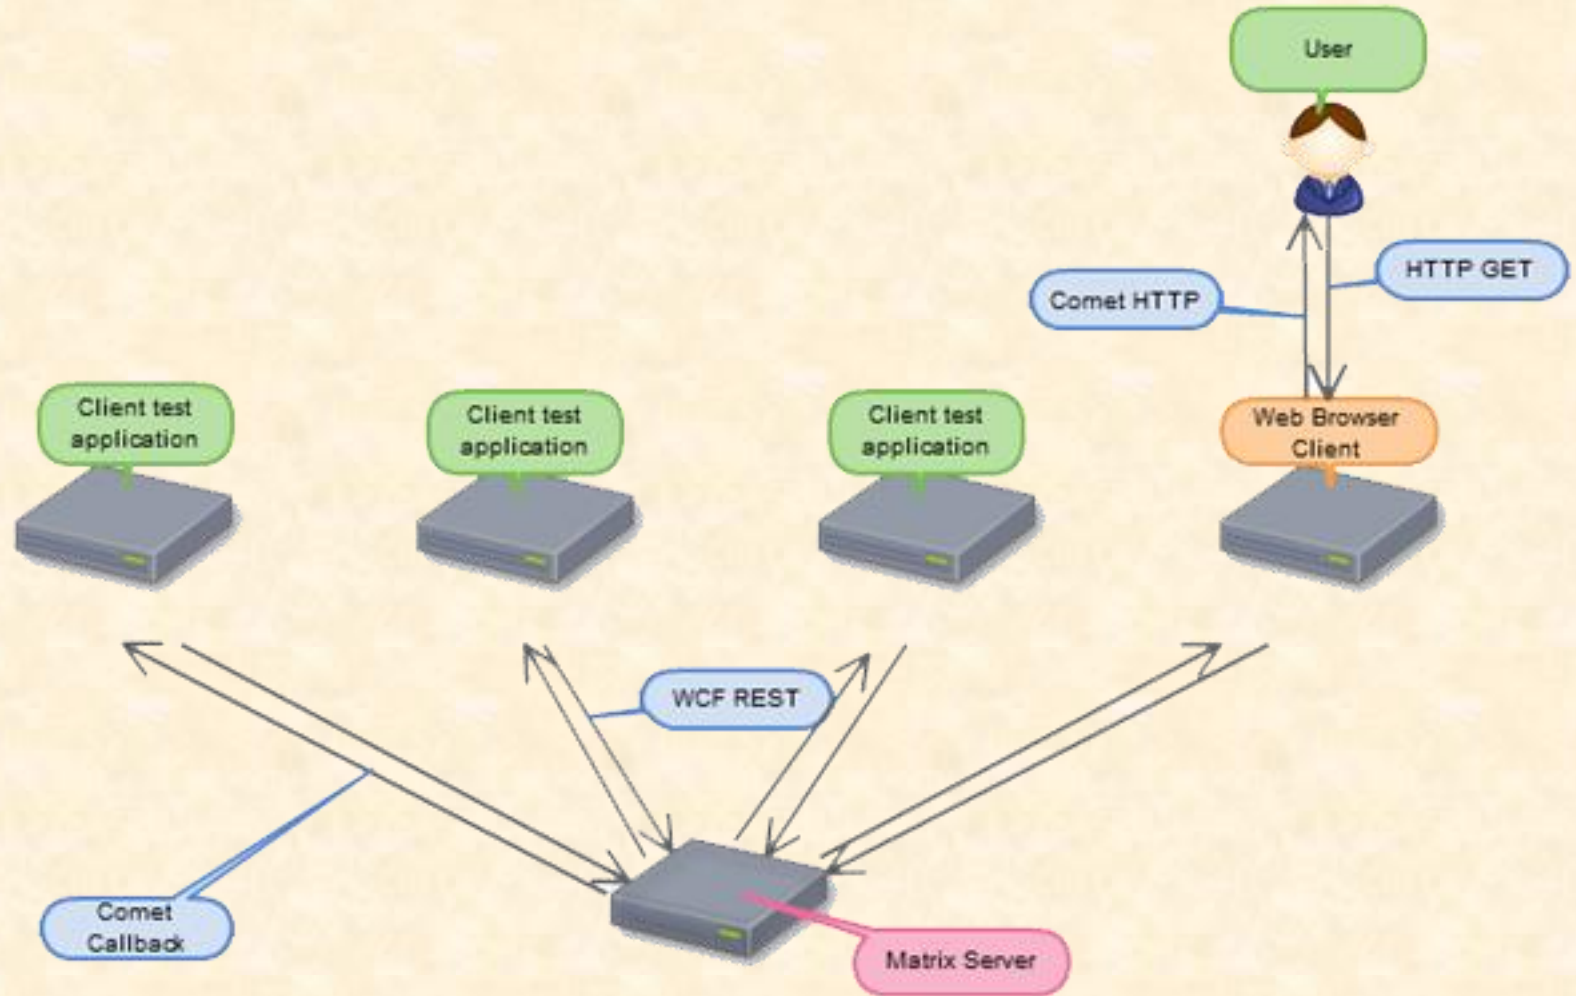 User
HTTP GET
Comet HTTP
Client test
application
Client test
application
Client test
application
Web Browser
Client
WCF REST
Comet
Callback
Matrix Server